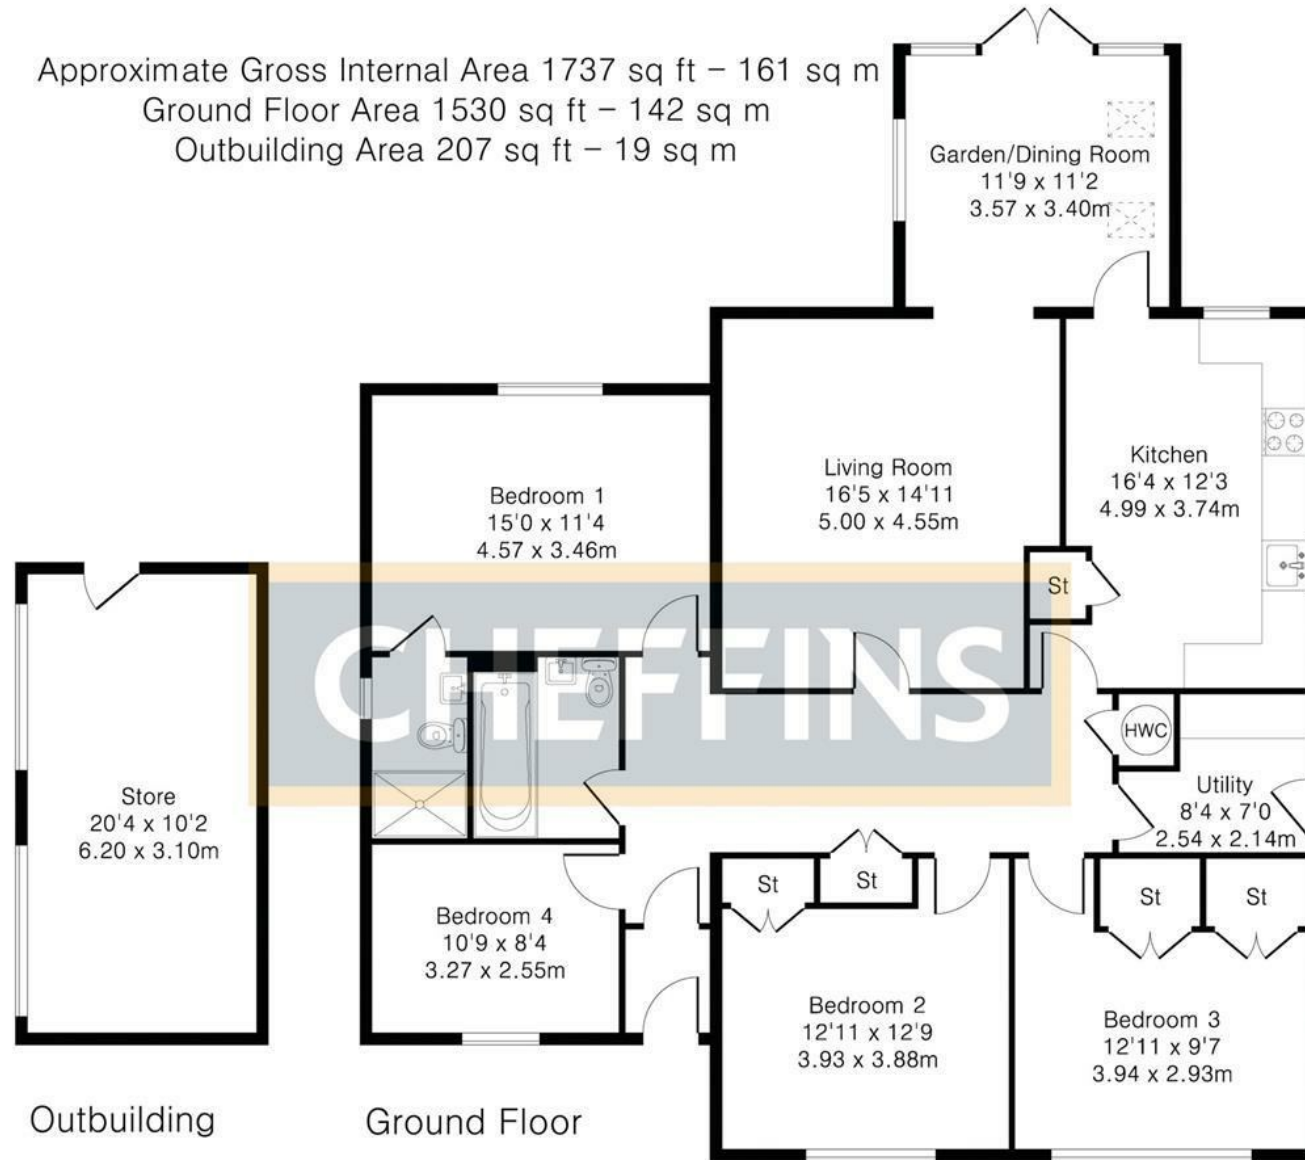 Approximate Gross Internal Area 1737 sq ft – 161 sq m
Ground Floor Area 1530 sq ft – 142 sq m
Outbuilding Area 207 sq ft – 19 sq m
Garden/Dining Room
11'9 x 11'2
3.57 x 3.40m
Living Room
16'5 x 14'11
5.00 x 4.55m
Kitchen
16'4 x 12'3
4.99 x 3.74m
Bedroom 1
15'0 x 11'4
4.57 x 3.46m
St
CHEFFINS
HWC
Utility
8'4 x 7'0
2.54 x 2.14m
Store
20'4 x 10'2
6.20 x 3.10m
St
St
St
St
Bedroom 4
10'9 x 8'4
3.27 x 2.55m
Bedroom 2
12'11 x 12'9
3.93 x 3.88m
Bedroom 3
12'11 x 9'7
3.94 x 2.93m
Outbuilding
Ground Floor